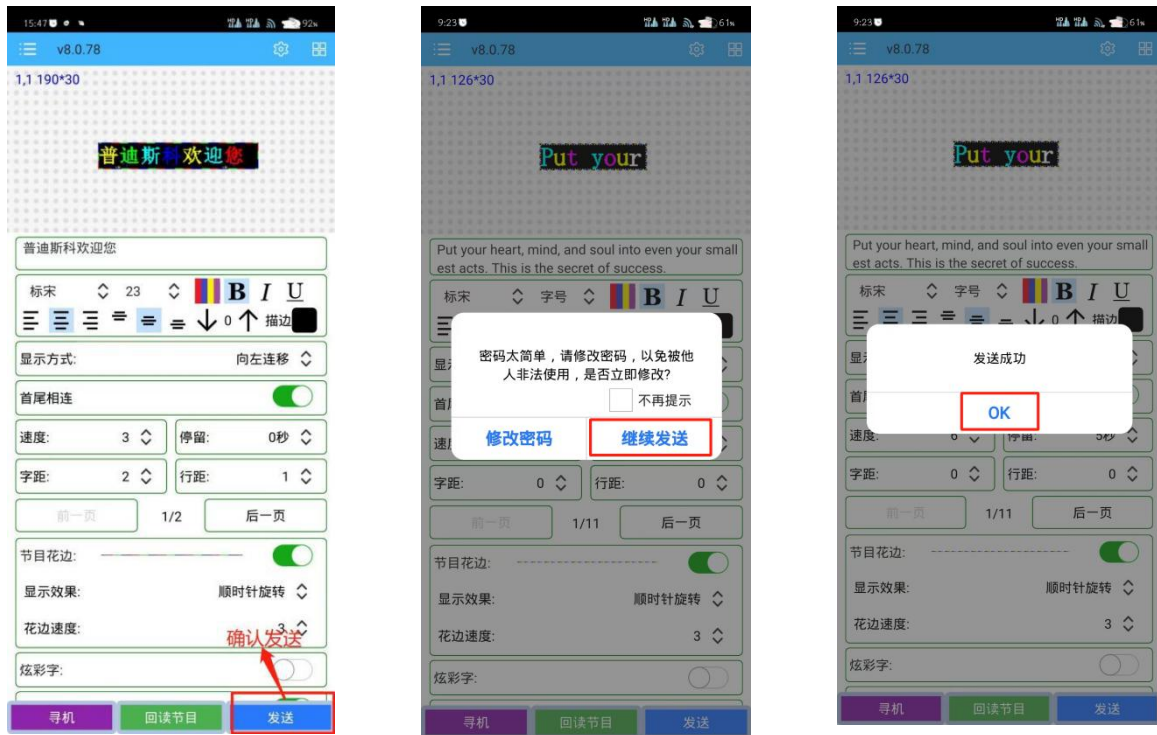 15:47 92%
v8.0.78
1,1 190*30
普迪斯科欢迎您
普迪斯科欢迎您
标宋 23 B I U
0 描边
显示方式: 向左连移
首尾相连
速度: 3 停留: 0秒
字距: 2 行距: 1
前一页 1/2 后一页
节目花边:
显示效果: 顺时针旋转
花边速度: 3
确认发送
炫彩字:
寻机 回读节目 发送
9:23 61%
v8.0.78
1,1 126*30
Put your
Put your heart, mind, and soul into even your small
est acts. This is the secret of success.
标宋 字号 B I U
密码太简单，请修改密码，以免被他
人非法使用，是否立即修改?
不再提示
修改密码 继续发送
字距: 0 行距: 0
前一页 1/11 后一页
节目花边:
显示效果: 顺时针旋转
花边速度: 3
炫彩字:
寻机 回读节目 发送
9:23 61%
v8.0.78
1,1 126*30
Put your
Put your heart, mind, and soul into even your small
est acts. This is the secret of success.
标宋 字号 B I U
0 描边
发送成功
OK
速度: 6 停留: 5秒
字距: 0 行距: 0
前一页 1/11 后一页
节目花边:
显示效果: 顺时针旋转
花边速度: 3
炫彩字:
寻机 回读节目 发送